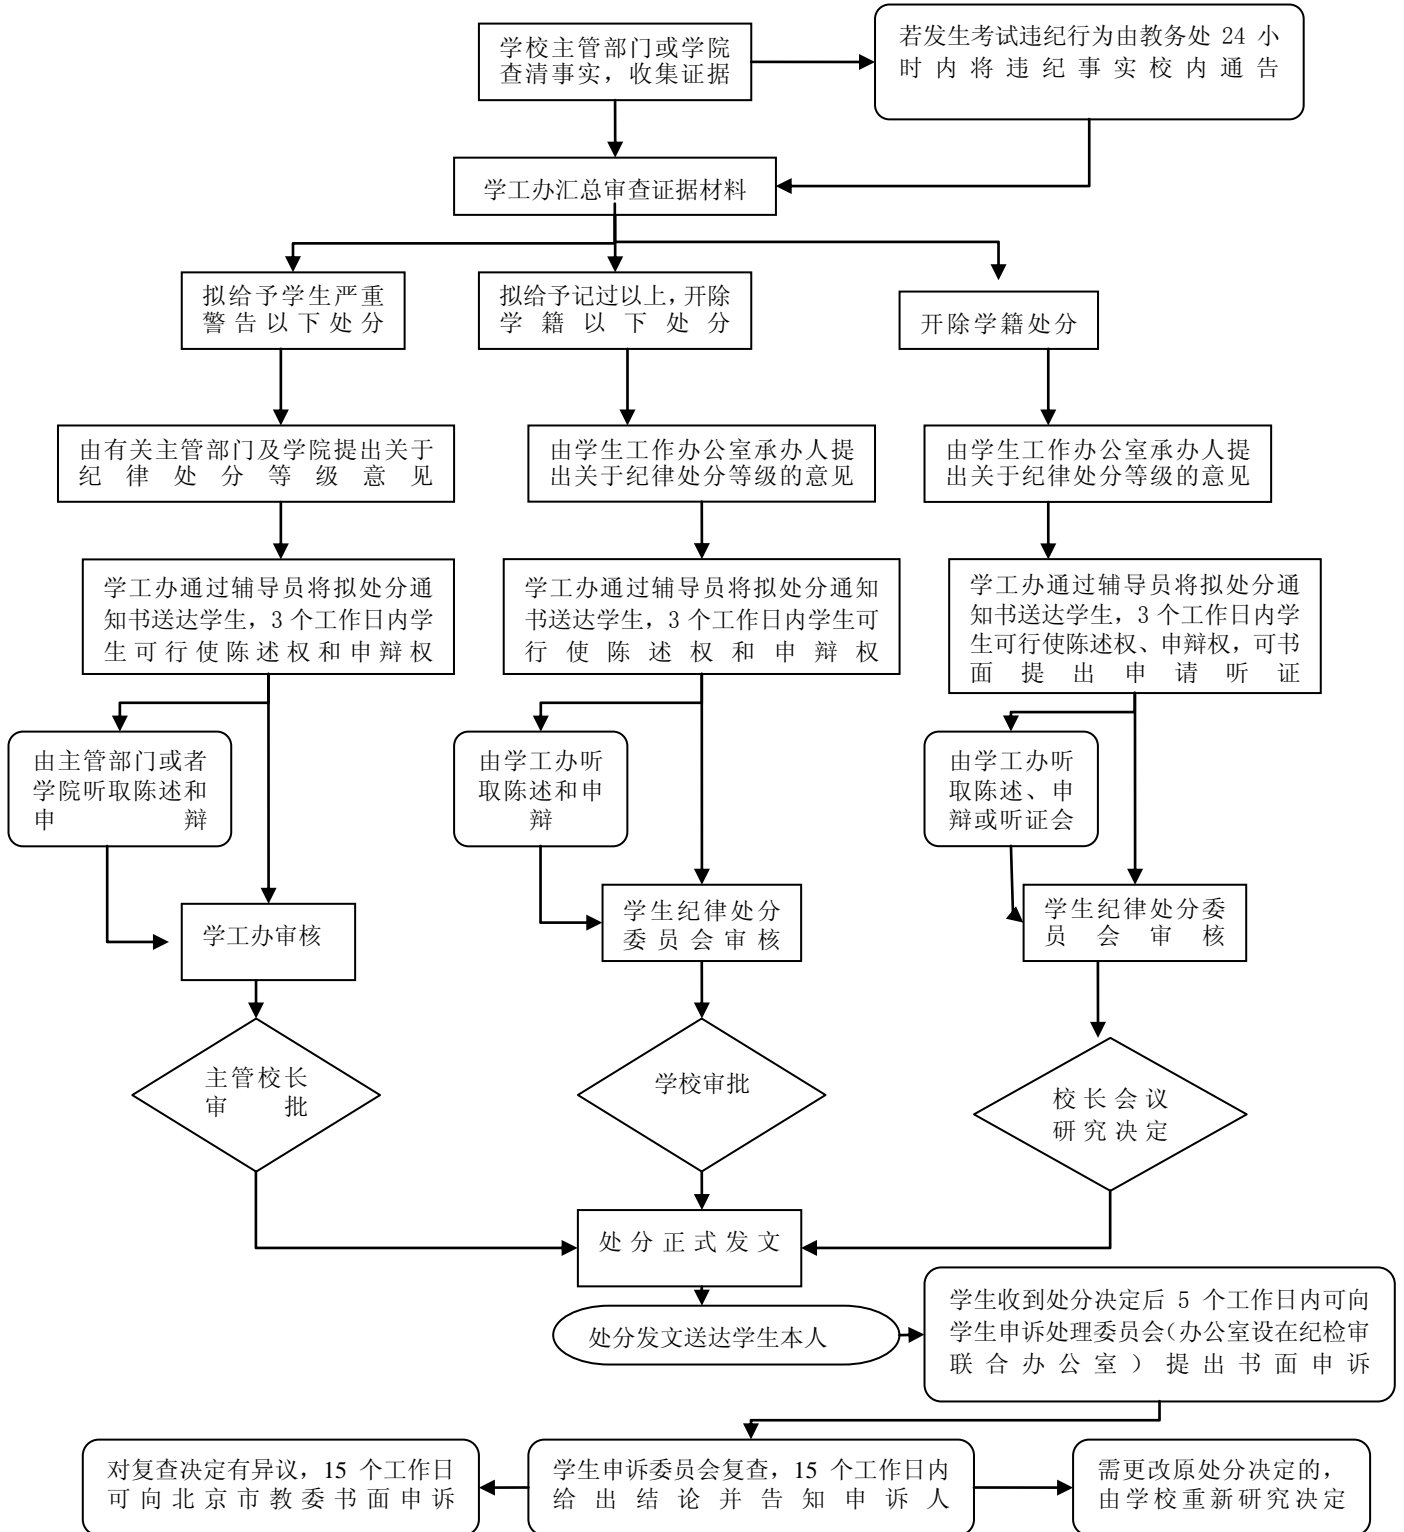 学校主管部门或学院
查清事实，收集证据
若发生考试违纪行为由教务处 24 小
时内将违纪事实校内通告
学工办汇总审查证据材料
拟给予学生严重
警告以下处分
拟给予记过以上，开除
学籍以下处分
开除学籍处分
由有关主管部门及学院提出关于
纪律处分等级意见
由学生工作办公室承办人提
出关于纪律处分等级的意见
由学生工作办公室承办人提
出关于纪律处分等级的意见
学工办通过辅导员将拟处分通
知书送达学生，3 个工作日内学
生可行使陈述权和申辩权
学工办通过辅导员将拟处分通知
书送达学生，3 个工作日内学生可
行使陈述权和申辩权
学工办通过辅导员将拟处分通
知书送达学生，3 个工作日内学
生可行使陈述权、申辩权，可书
面提出申请听证
由主管部门或者
学院听取陈述和
申辩
由学工办听
取陈述和申
辩
由学工办听
取陈述、申
辩或听证会
学工办审核
学生纪律处分
委员会审核
学生纪律处分委
员会审核
主管校长
审批
学校审批
校长会议
研究决定
处分正式发文
处分发文送达学生本人
学生收到处分决定后 5 个工作日内可向
学生申诉处理委员会（办公室设在纪检审
联合办公室）提出书面申诉
对复查决定有异议，15 个工作日
可向北京市教委书面申诉
学生申诉委员会复查，15 个工作日内
给出结论并告知申诉人
需更改原处分决定的，
由学校重新研究决定